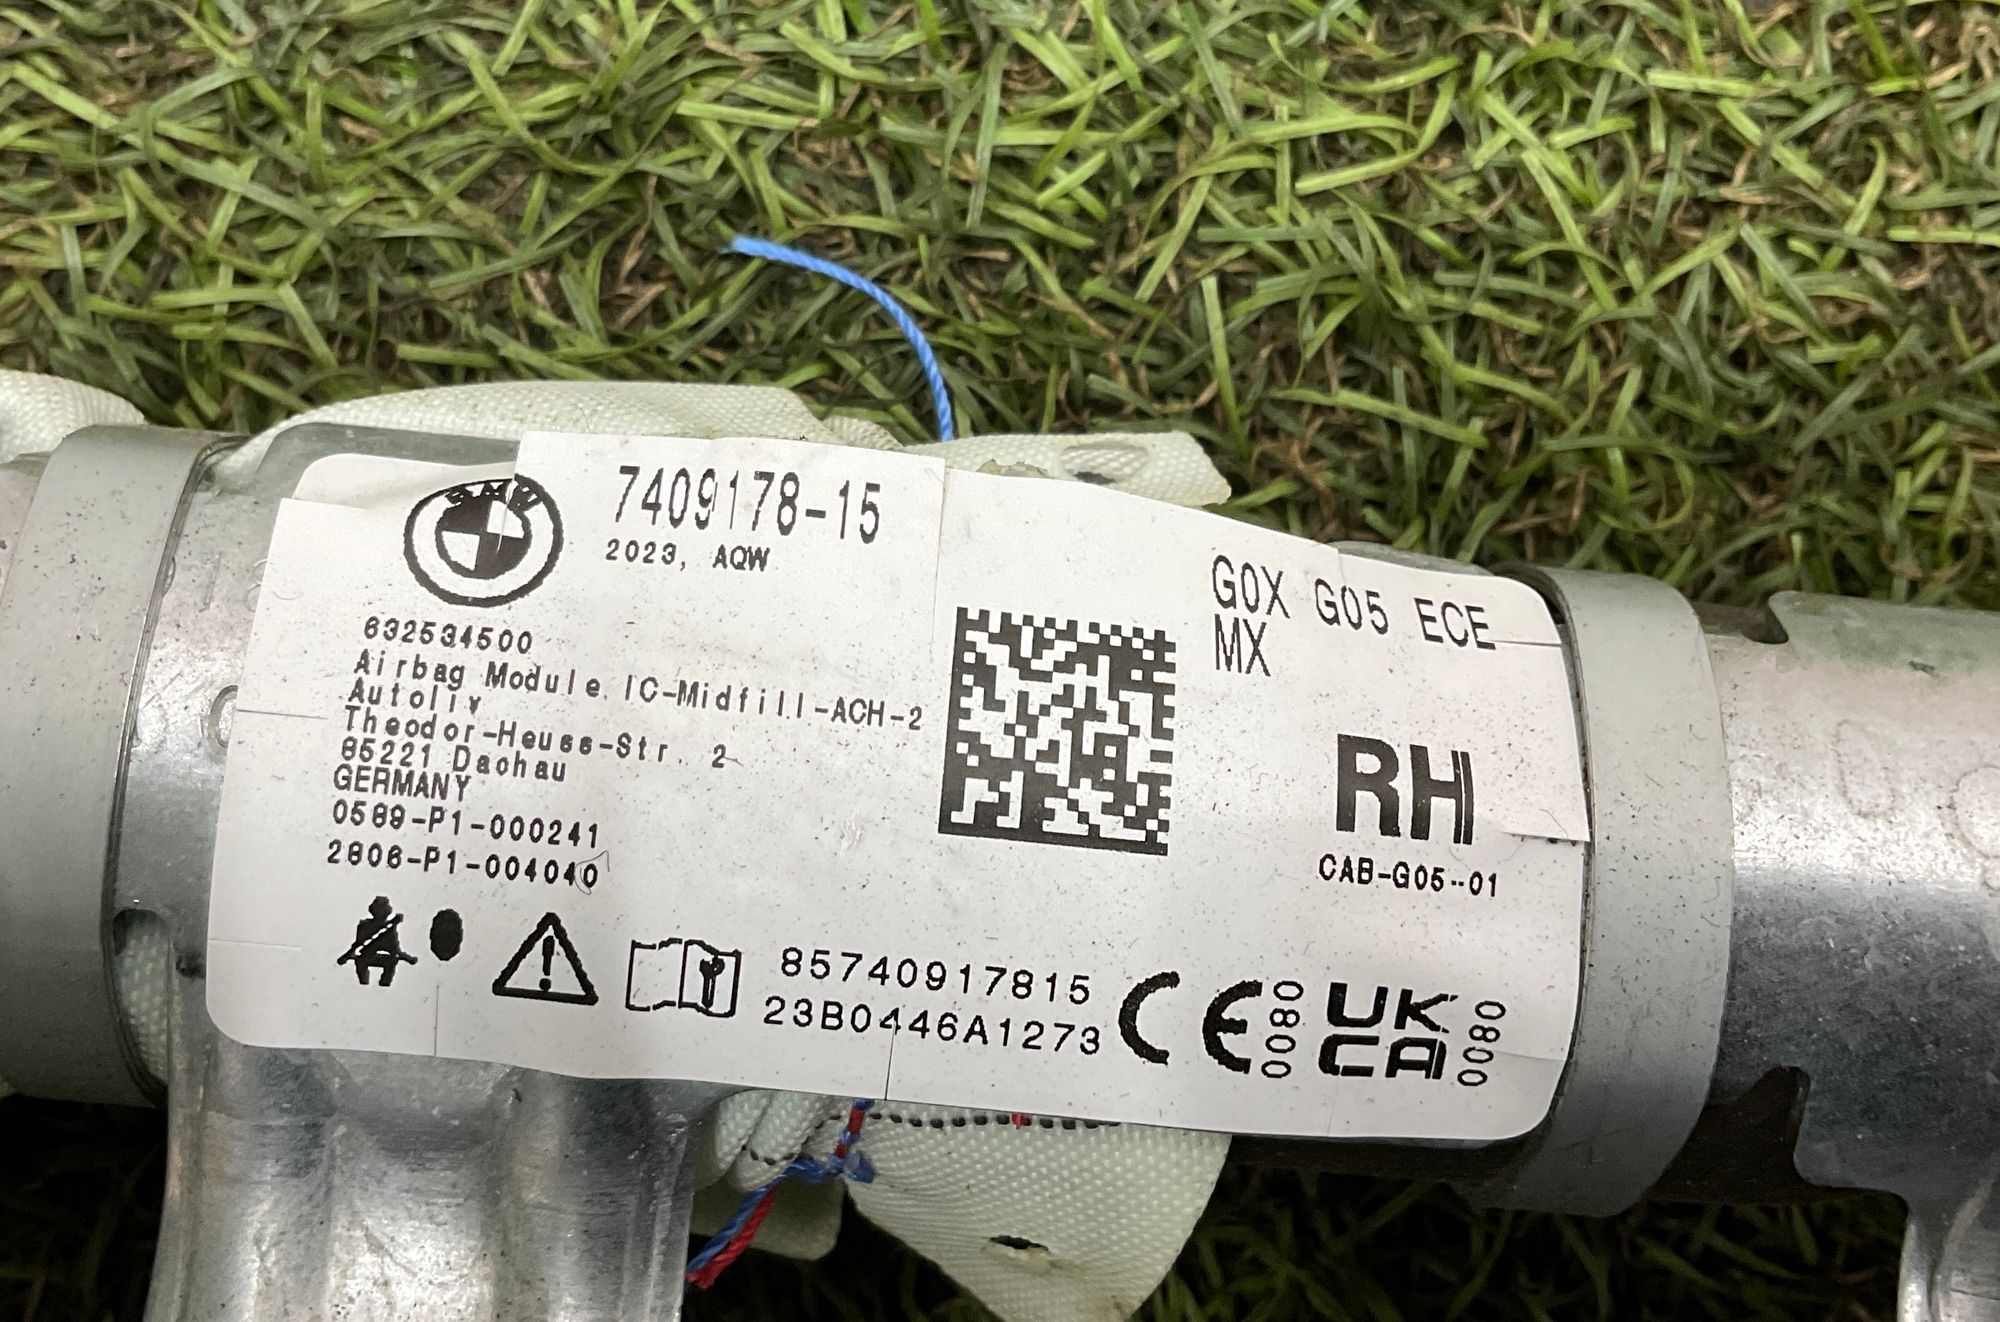 BMW
7409178-15
2023, AQW
632534500
Airbag Module. IC-Midfill-ACH-2
Autoliv
Theodor-Heuss-Str. 2
85221 Dachau
GERMANY
0589-P1-000241
2806-P1-004040
G0X G05 ECE
MX
RH
CAB-G05--01
85740917815
23B0446A1273
CE 0080
UK
CA 0080